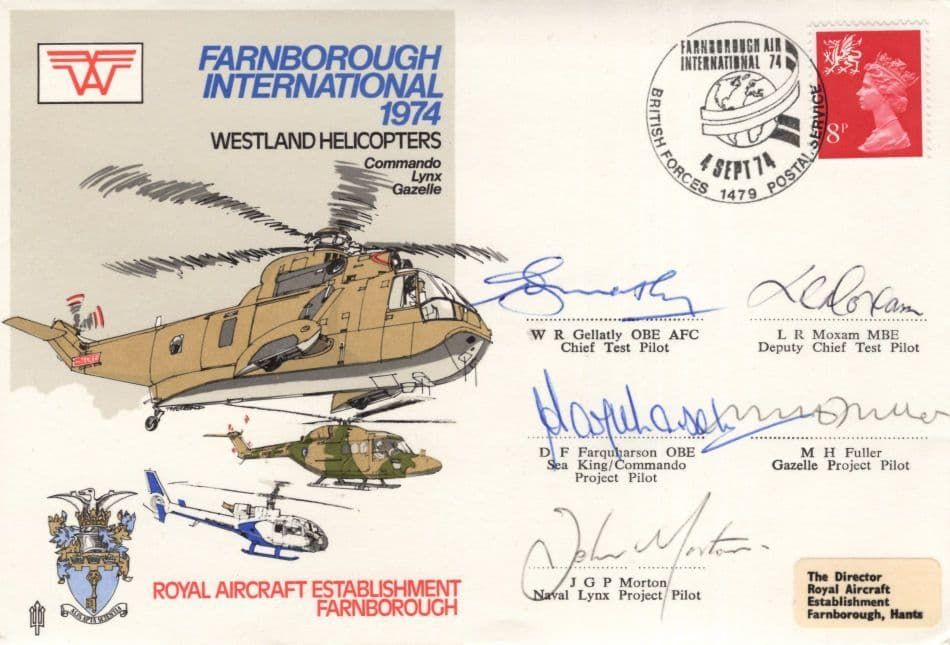 FARNBOROUGH
INTERNATIONAL
1974
WESTLAND HELICOPTERS
Commando
Lynx
Gazelle
FARNBOROUGH AIR
INTERNATIONAL 74
4 SEPT 74
BRITISH FORCES 1479 POSTAL SERVICE
8P
W R Gellatly OBE AFC
Chief Test Pilot
L R Moxam
L R Moxam MBE
Deputy Chief Test Pilot
D F Farquharson OBE
Sea King/Commando
Project Pilot
M H Fuller
Gazelle Project Pilot
John Morton
J G P Morton
Naval Lynx Project Pilot
ROYAL AIRCRAFT ESTABLISHMENT
FARNBOROUGH
The Director
Royal Aircraft
Establishment
Farnborough, Hants